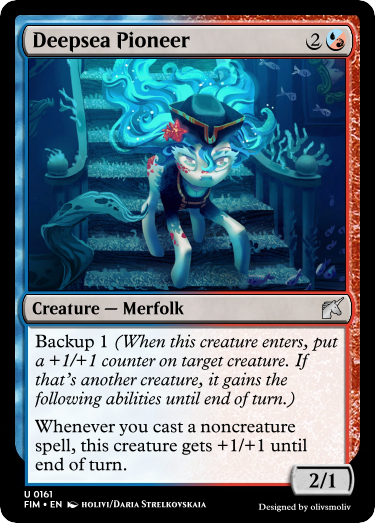 Deepsea Pioneer 2
Creature — Merfolk
Backup 1 (When this creature enters, put
a +1/+1 counter on target creature. If
that's another creature, it gains the
following abilities until end of turn.)
Whenever you cast a noncreature
spell, this creature gets +1/+1 until
end of turn.
2/1
U 0161
FIM • EN HOLIVI/DARIA STRELKOVSKAIA
Designed by olivsmoliv